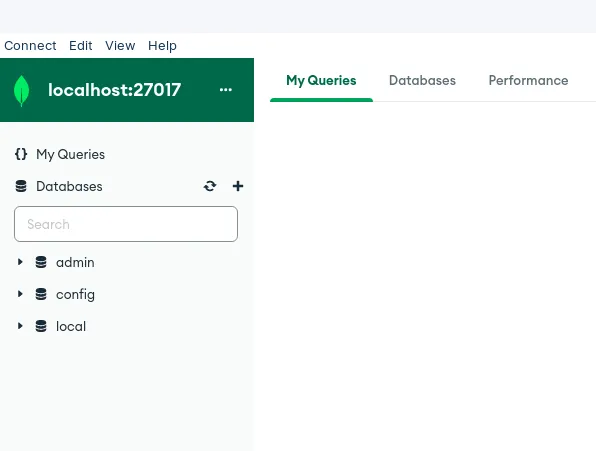 Connect Edit View Help
localhost:27017 ...
My Queries
Databases
Search
admin
config
local
My Queries Databases Performance